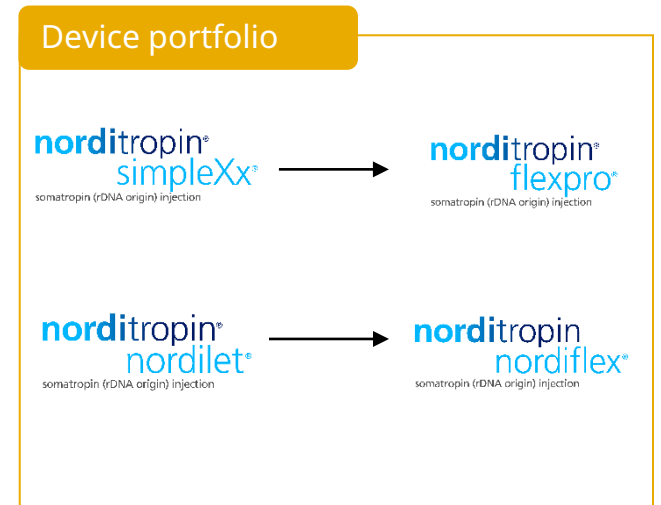 Device portfolio
norditropin®
simpleXx®
somatropin (rDNA origin) injection
norditropin®
flexpro®
somatropin (rDNA origin) injection
norditropin®
nordilet®
somatropin (rDNA origin) injection
norditropin
nordiflex®
somatropin (rDNA origin) injection